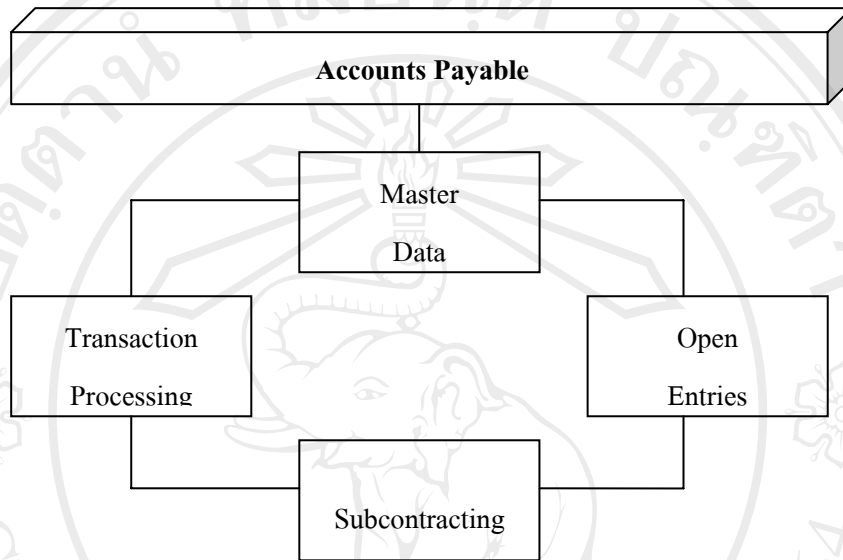 Accounts Payable
Master
Data
Transaction
Processing
Open
Entries
Subcontracting